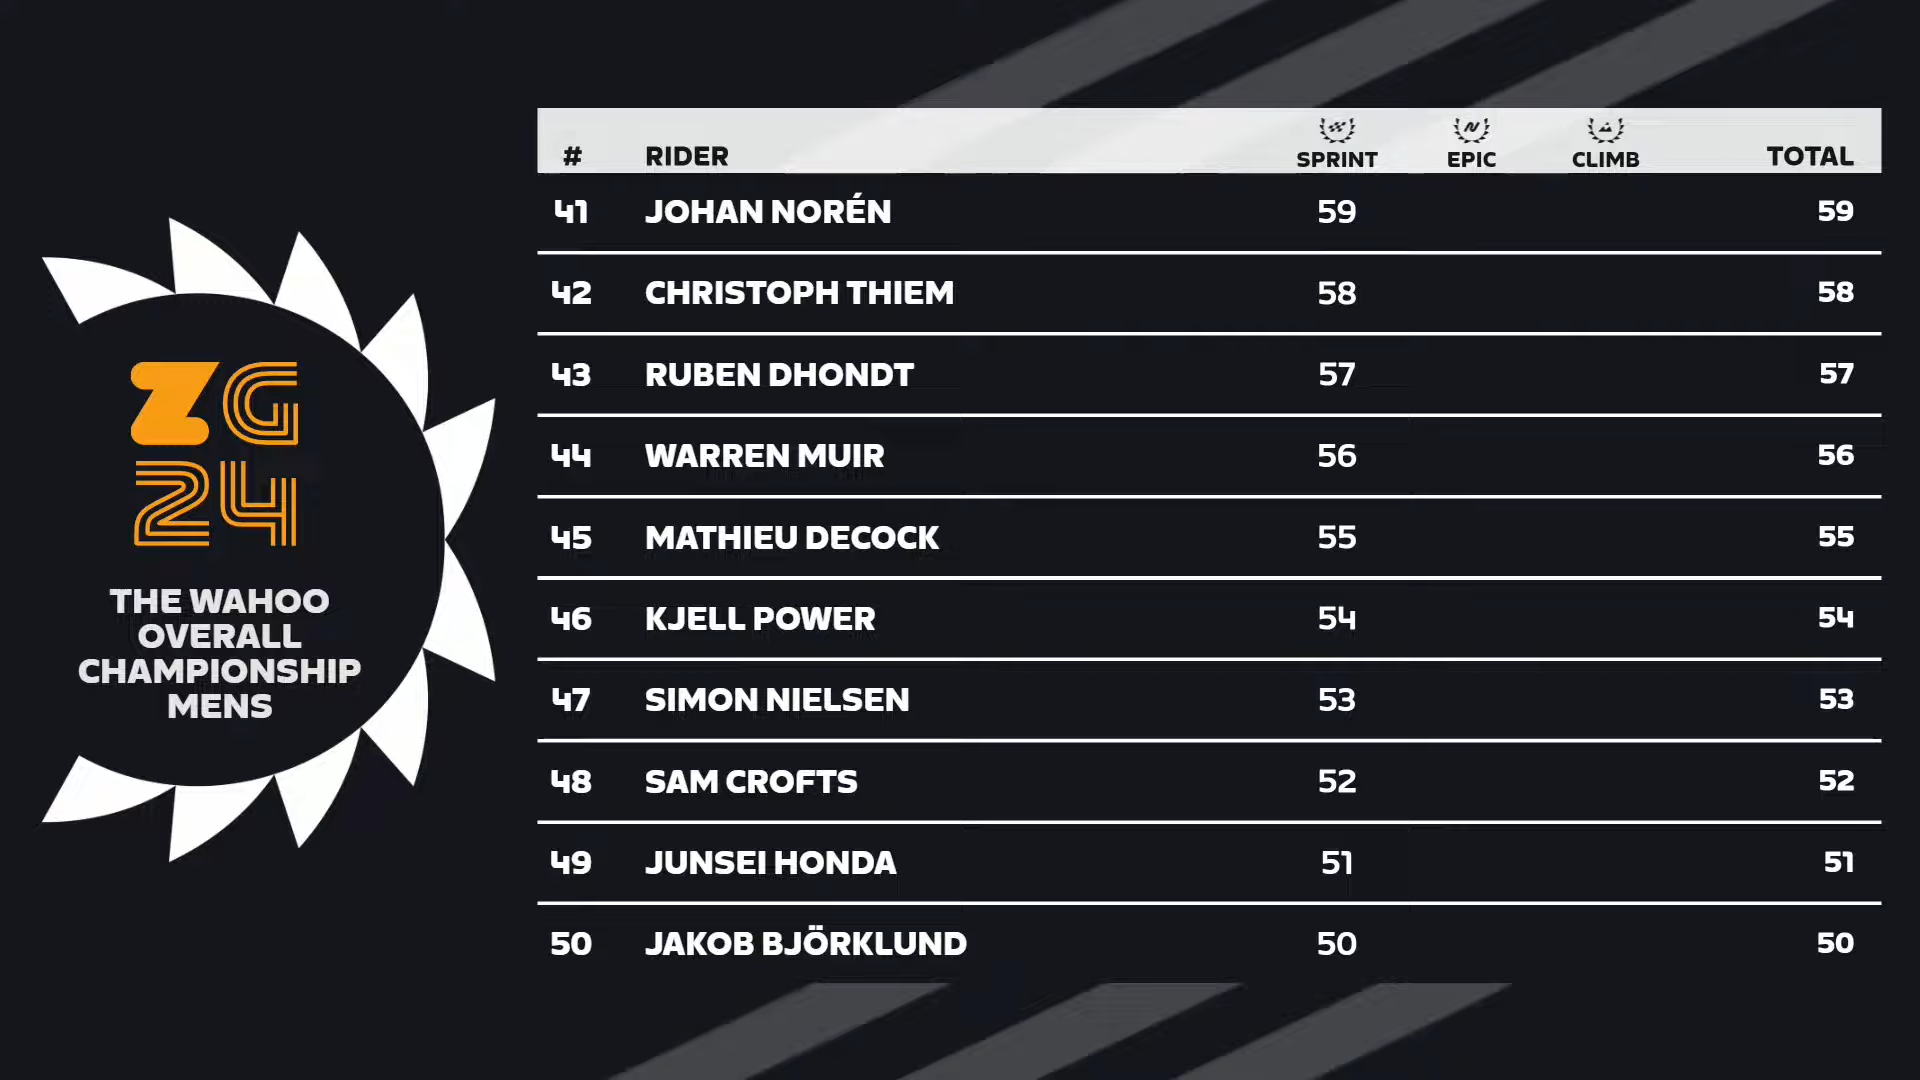 ZG
24
THE WAHOO
OVERALL
CHAMPIONSHIP
MENS
# RIDER SPRINT EPIC CLIMB TOTAL
41 JOHAN NORÉN 59 59
42 CHRISTOPH THIEM 58 58
43 RUBEN DHONDT 57 57
44 WARREN MUIR 56 56
45 MATHIEU DECOCK 55 55
46 KJELL POWER 54 54
47 SIMON NIELSEN 53 53
48 SAM CROFTS 52 52
49 JUNSEI HONDA 51 51
50 JAKOB BJÖRKLUND 50 50